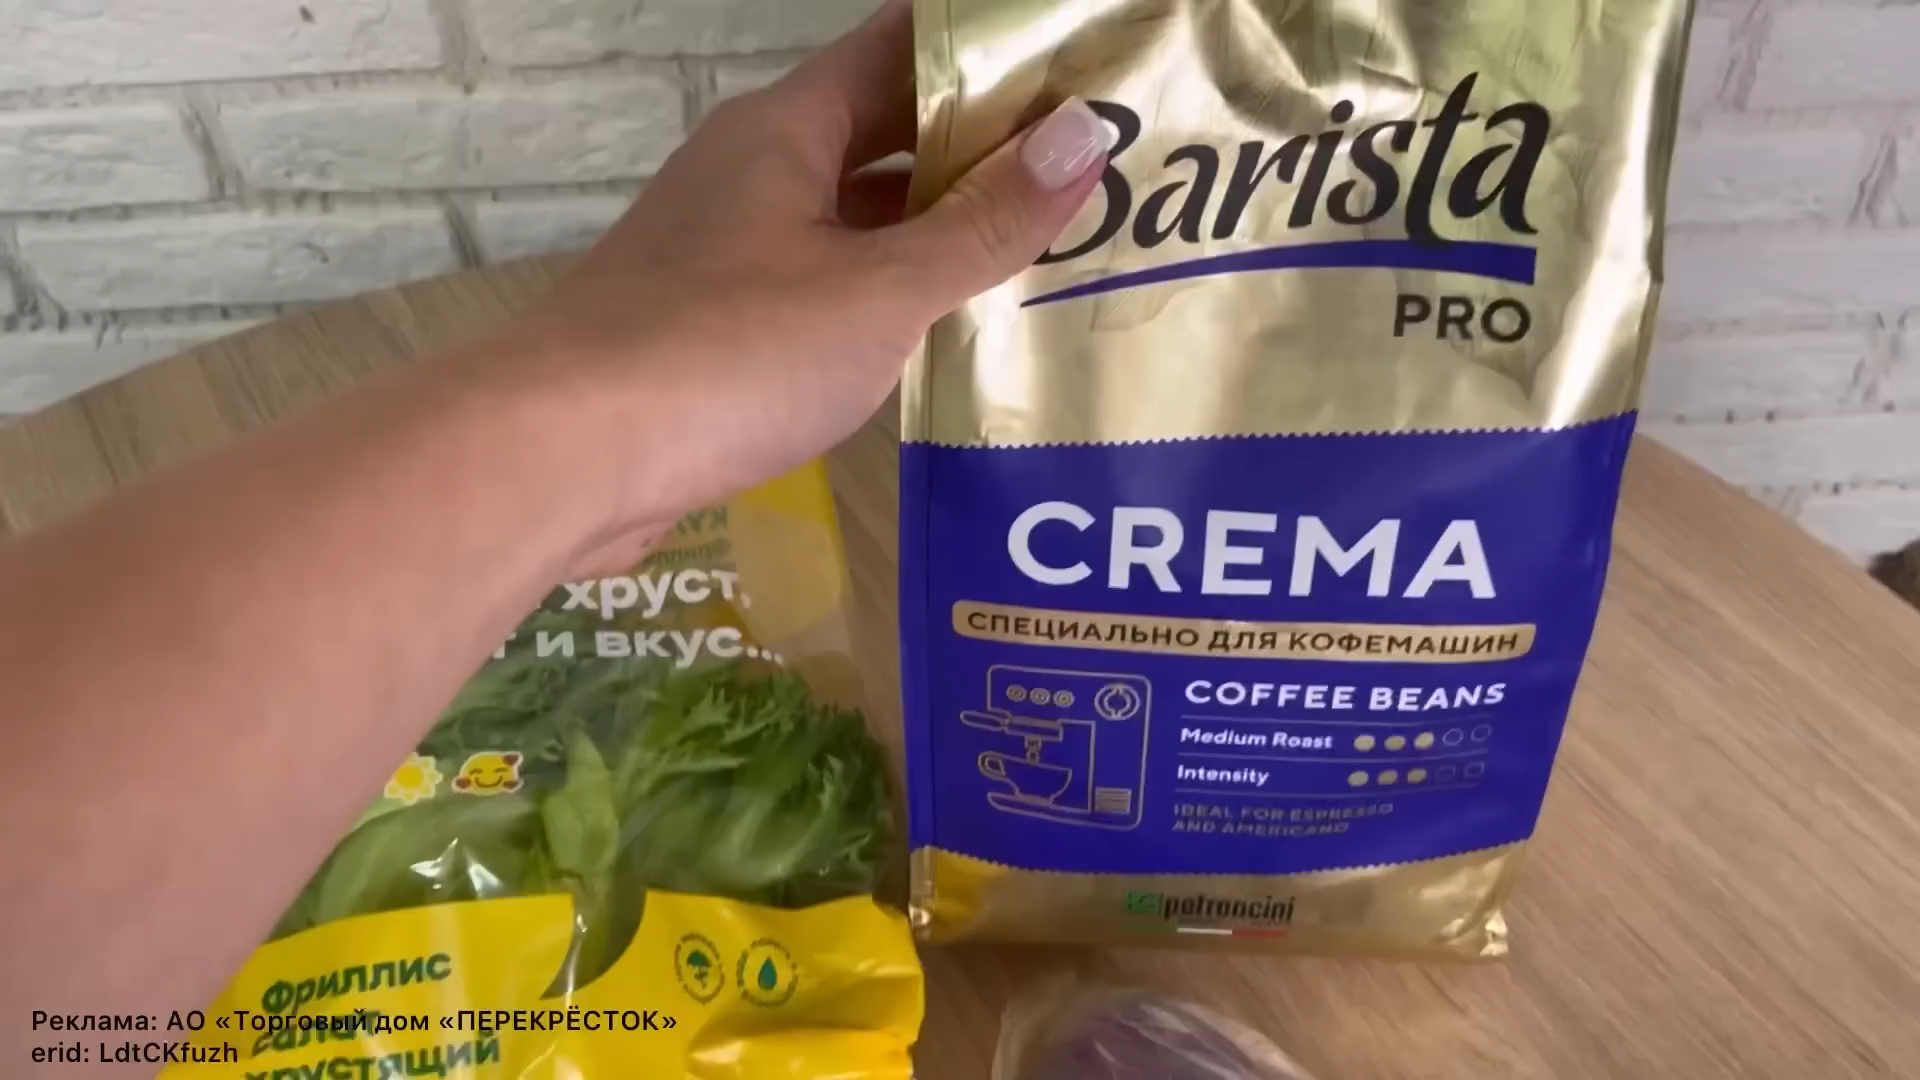 Barista
PRO
CREMA
СПЕЦИАЛЬНО ДЛЯ КОФЕМАШИН
COFFEE BEANS
Medium Roast
Intensity
IDEAL FOR ESPRESSO
AND AMERICANO
petroncini
хруст,
и вкус...
Фриллис
салат
хрустящий
Реклама: АО «Торговый дом «ПЕРЕКРЁСТОК»
erid: LdtCKfuzh